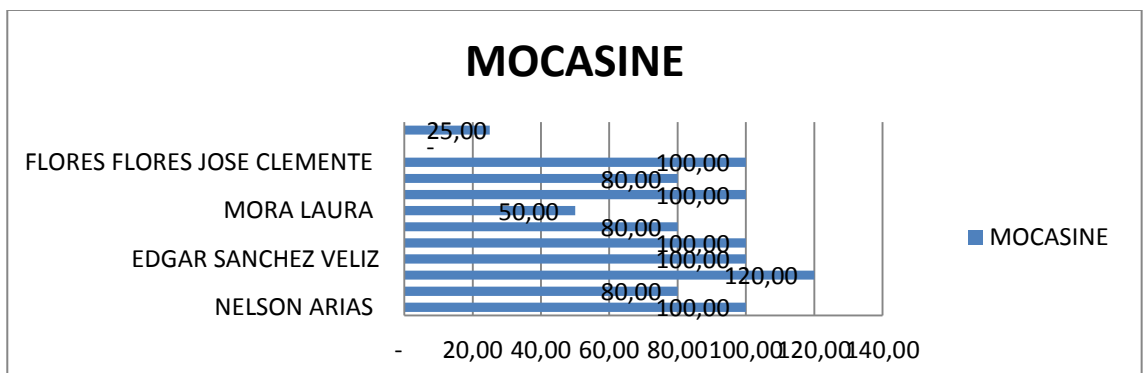 MOCASINE
25,00
-
FLORES FLORES JOSE CLEMENTE
100,00
80,00
100,00
MORA LAURA
50,00
80,00
100,00
EDGAR SANCHEZ VELIZ
100,00
120,00
80,00
NELSON ARIAS
100,00
MOCASINE
- 20,00 40,00 60,00 80,00 100,00 120,00 140,00